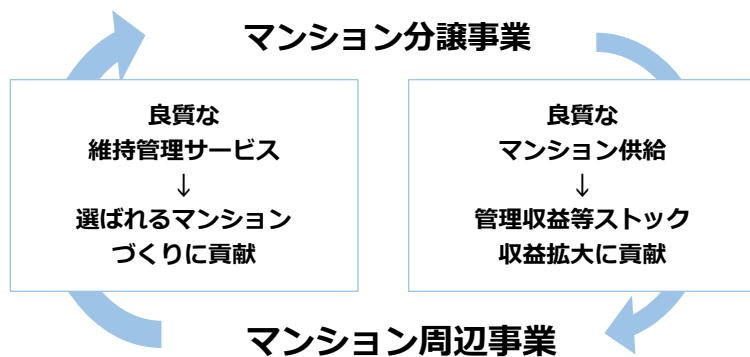 マンション分譲事業
良質な
維持管理サービス
↓
選ばれるマンション
づくりに貢献
良質な
マンション供給
↓
管理収益等ストック
収益拡大に貢献
マンション周辺事業